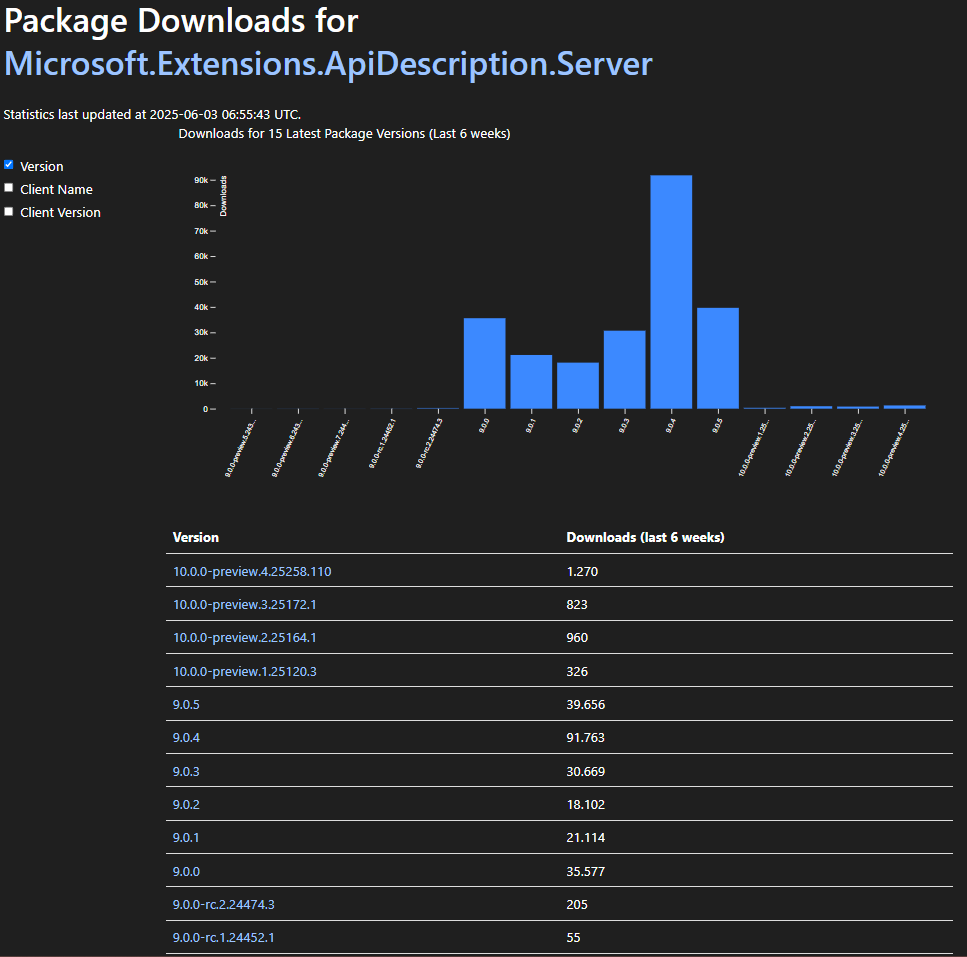 Package Downloads for
Microsoft.Extensions.ApiDescription.Server
Statistics last updated at 2025-06-03 06:55:43 UTC.
Downloads for 15 Latest Package Versions (Last 6 weeks)
Version
Client Name
Client Version
Downloads
90k
80k
70k
60k
50k
40k
30k
20k
10k
0
9.0.0-preview.5.243...
9.0.0-preview.6.243...
9.0.0-preview.7.244...
9.0.0-rc.1.24452.1
9.0.0-rc.2.24474.3
9.0.0
9.0.1
9.0.2
9.0.3
9.0.4
9.0.5
10.0.0-preview.1.25...
10.0.0-preview.2.25...
10.0.0-preview.3.25...
10.0.0-preview.4.25...
Version Downloads (last 6 weeks)
10.0.0-preview.4.25258.110 1.270
10.0.0-preview.3.25172.1 823
10.0.0-preview.2.25164.1 960
10.0.0-preview.1.25120.3 326
9.0.5 39.656
9.0.4 91.763
9.0.3 30.669
9.0.2 18.102
9.0.1 21.114
9.0.0 35.577
9.0.0-rc.2.24474.3 205
9.0.0-rc.1.24452.1 55